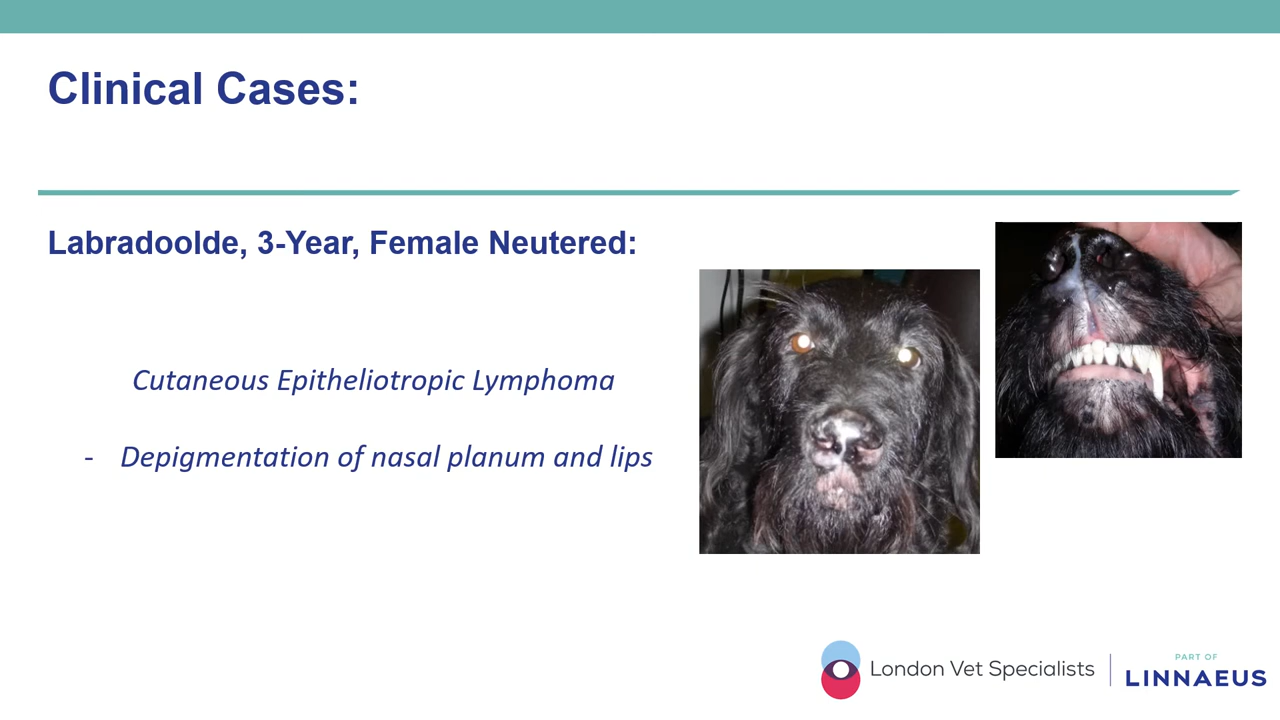 Clinical Cases:
Labradoolde, 3-Year, Female Neutered:
Cutaneous Epitheliotropic Lymphoma
- Depigmentation of nasal planum and lips
London Vet Specialists
PART OF
LINNAEUS